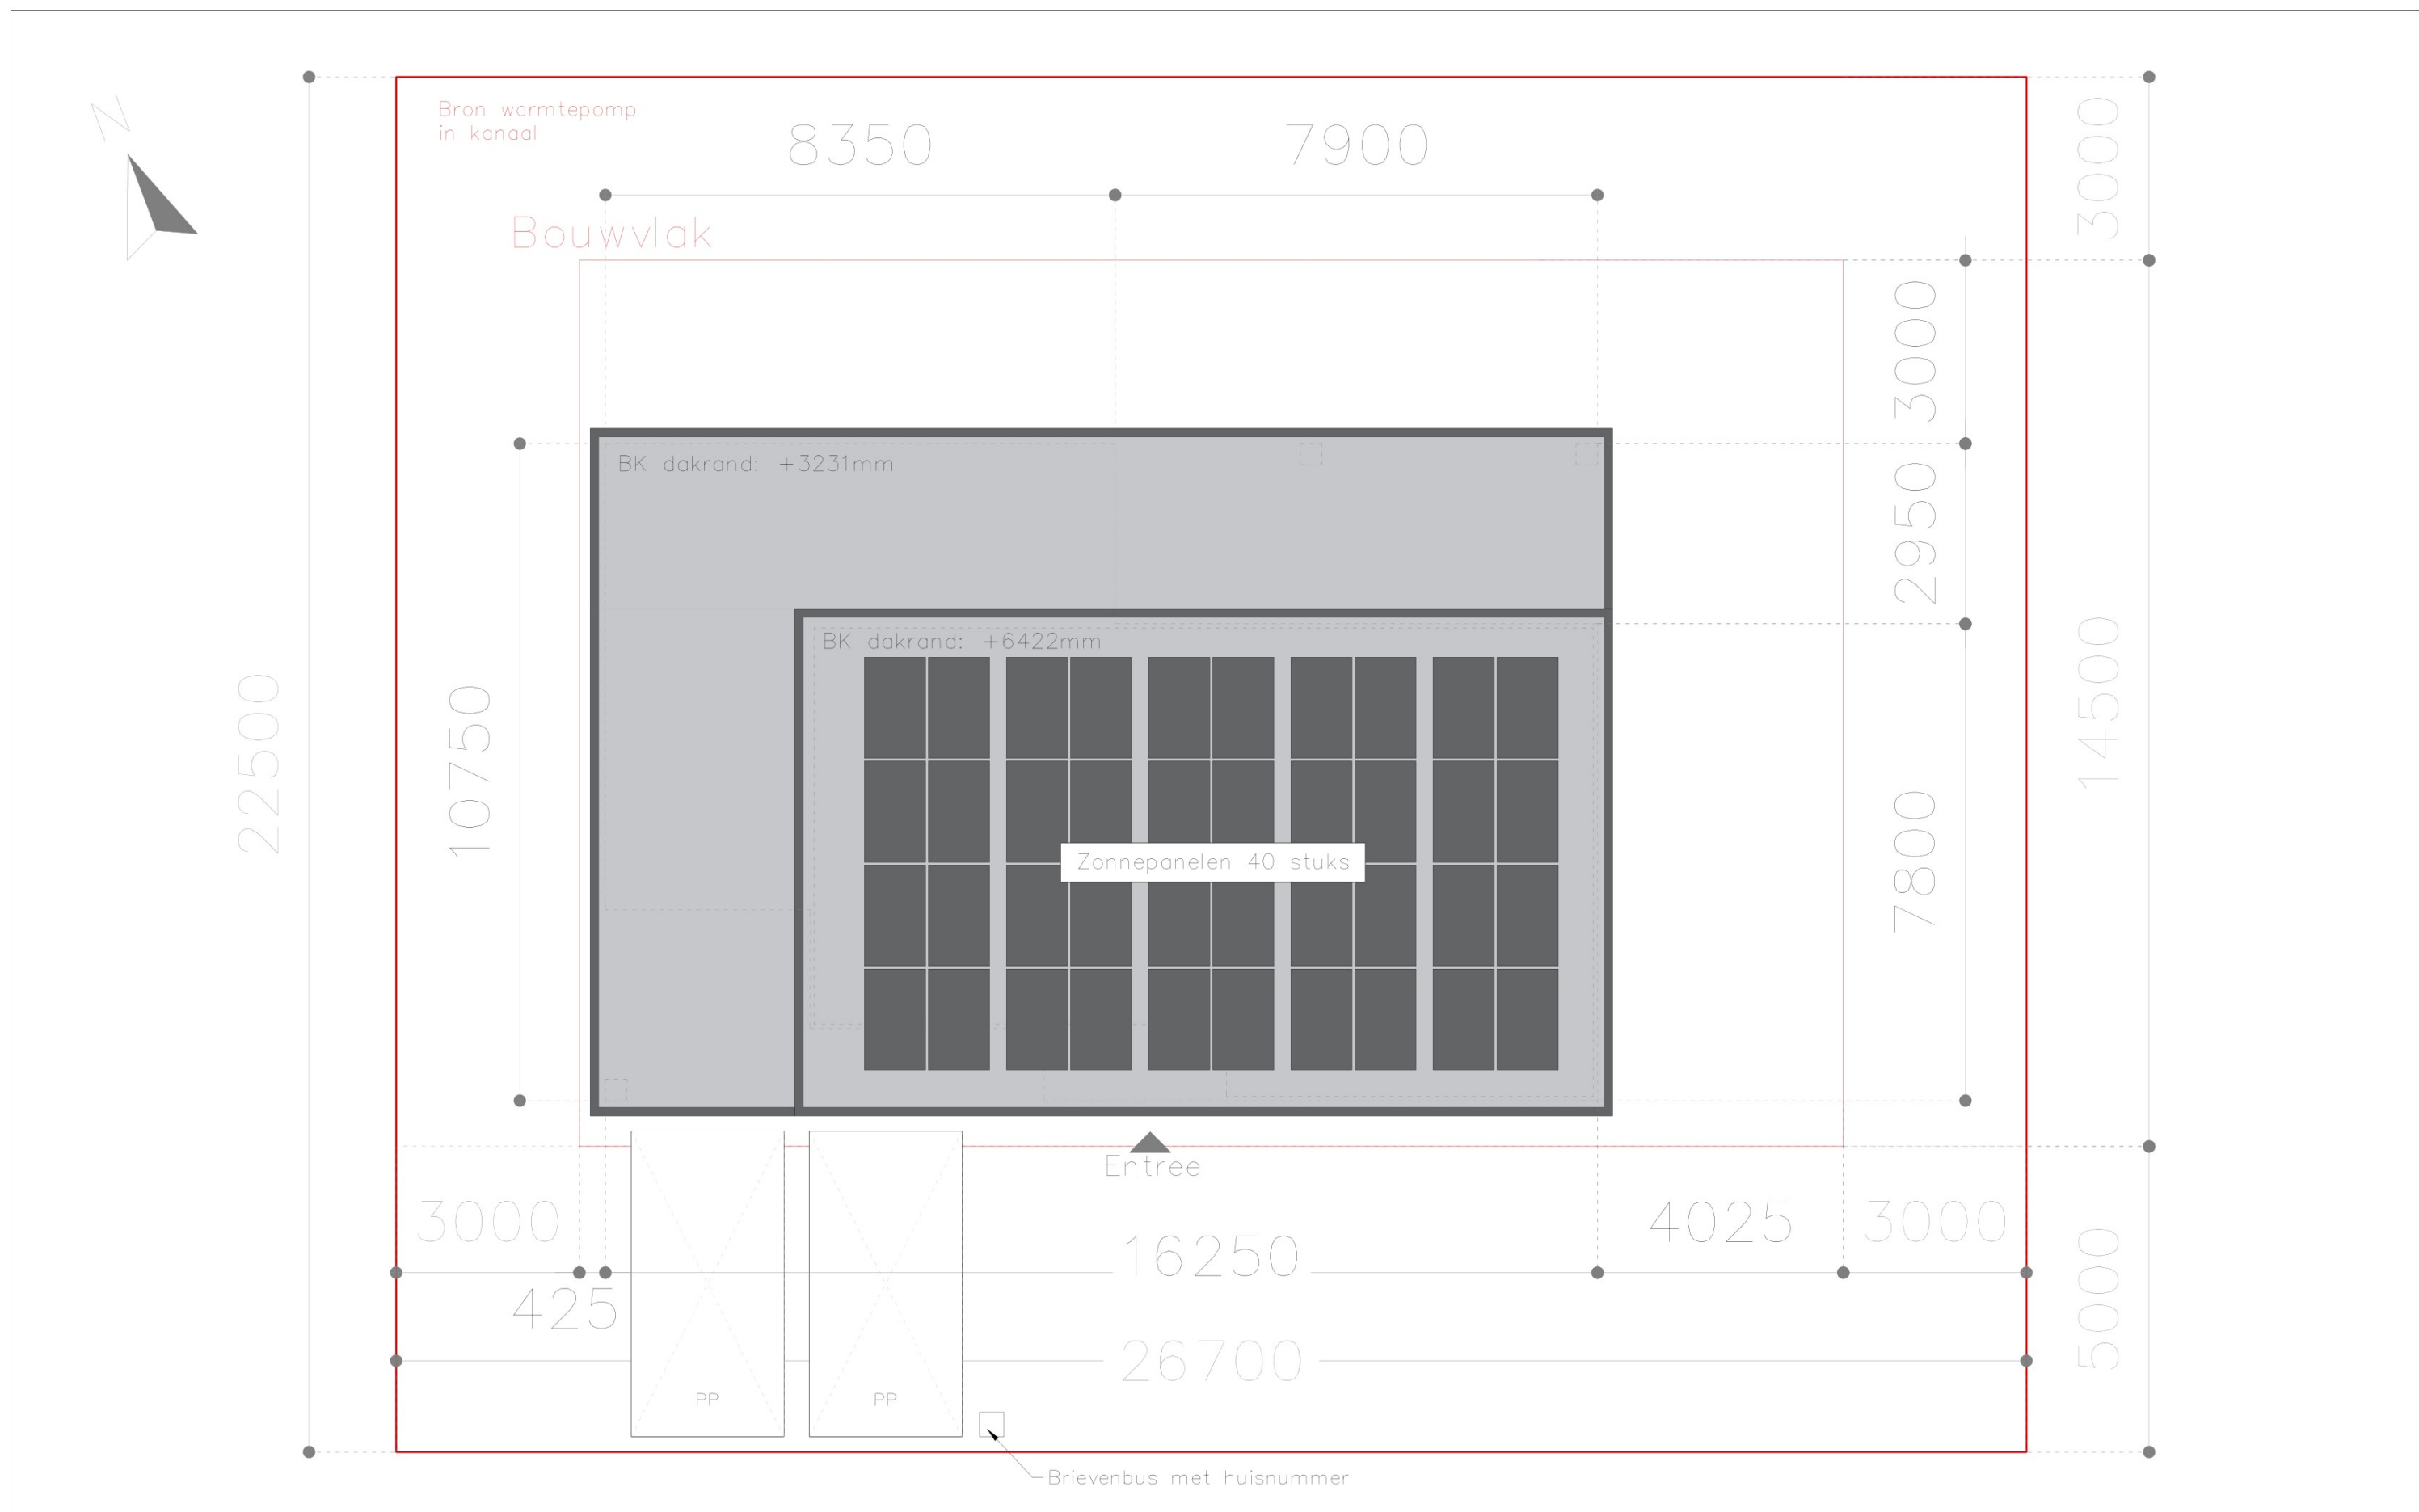 N
Bron warmtepomp
in kanaal
8350
7900
3000
Bouwvlak
3000
BK dakrand: +3231mm
2950
BK dakrand: +6422mm
22500
10750
14500
7800
Zonnepanelen 40 stuks
Entree
3000
4025
3000
16250
425
5000
26700
PP
PP
Brievenbus met huisnummer